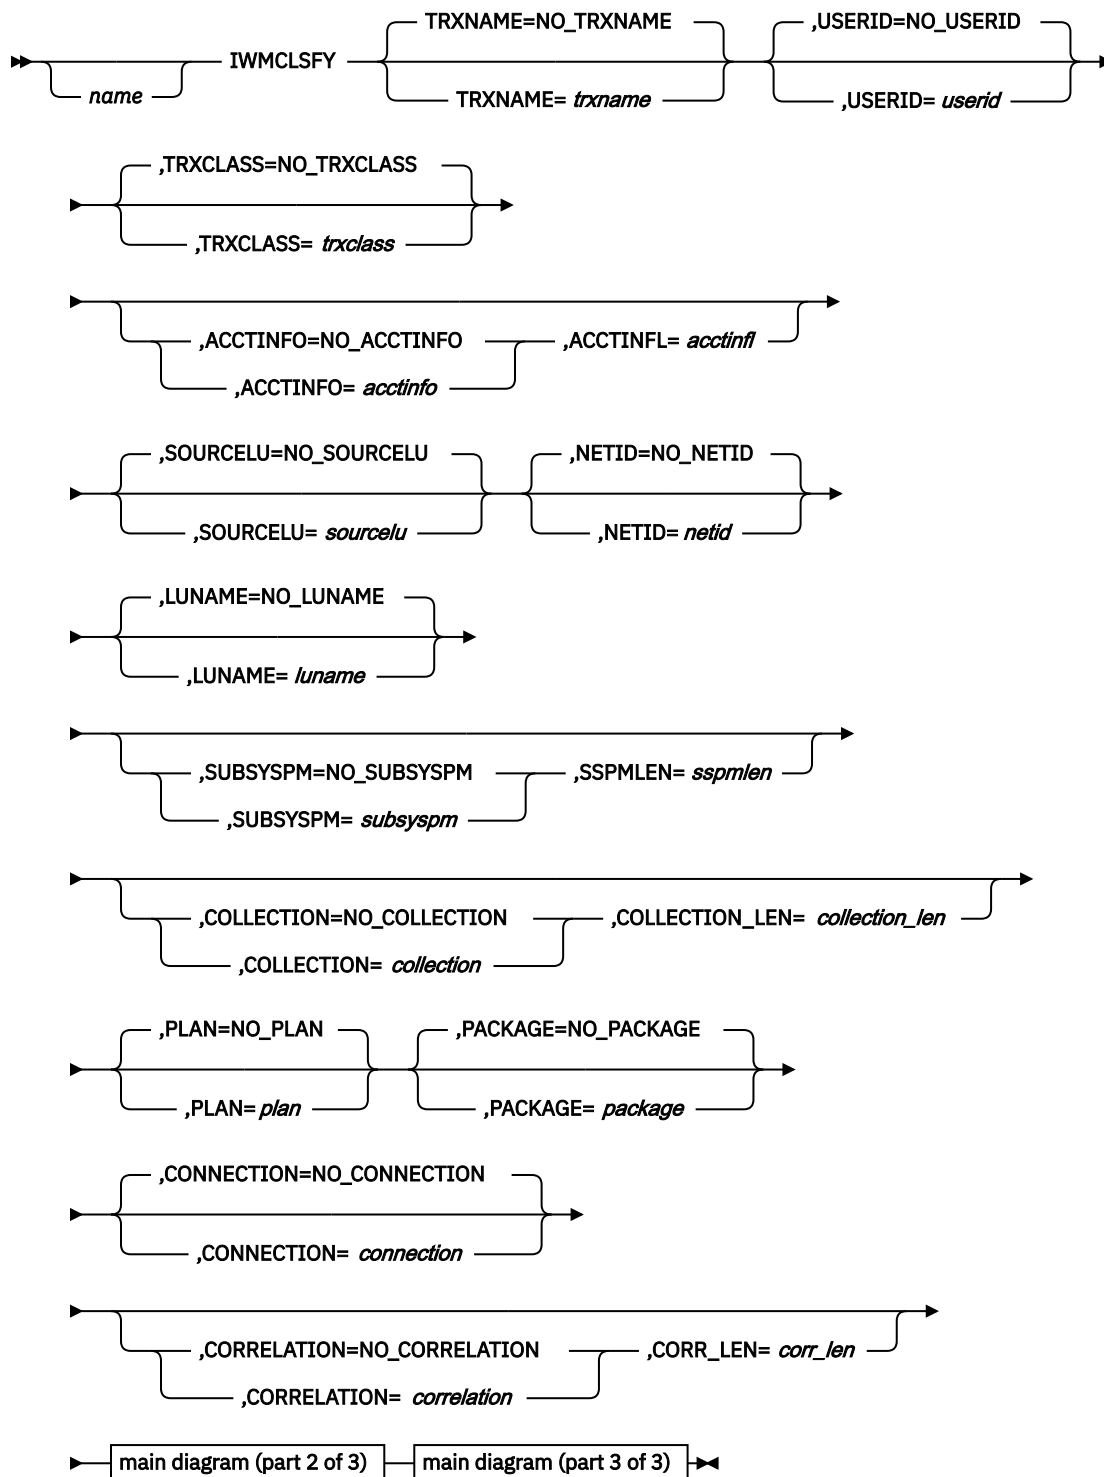 TRXNAME=NO_TRXNAME ,USERID=NO_USERID
IWMCLSFY
name TRXNAME= trxname ,USERID= userid
,TRXCLASS=NO_TRXCLASS
,TRXCLASS= trxclass
,ACCTINFO=NO_ACCTINFO ,ACCTINFL= acctinfl
,ACCTINFO= acctinfo
,SOURCELU=NO_SOURCELU ,NETID=NO_NETID
,SOURCELU= sourcelu ,NETID= netid
,LUNAME=NO_LUNAME
,LUNAME= luname
,SUBSYSPM=NO_SUBSYSPM ,SSPMLEN= sspmlen
,SUBSYSPM= subsyspm
,COLLECTION=NO_COLLECTION ,COLLECTION_LEN= collection_len
,COLLECTION= collection
,PLAN=NO_PLAN ,PACKAGE=NO_PACKAGE
,PLAN= plan ,PACKAGE= package
,CONNECTION=NO_CONNECTION
,CONNECTION= connection
,CORRELATION=NO_CORRELATION ,CORR_LEN= corr_len
,CORRELATION= correlation
main diagram (part 2 of 3) main diagram (part 3 of 3)